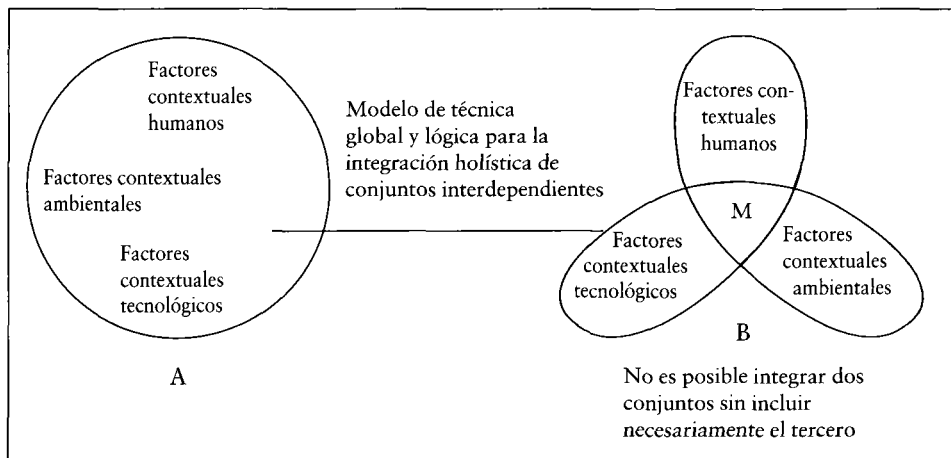 Factores
contextuales
humanos
Factores contextuales
ambientales
Factores
contextuales
tecnológicos
A
Modelo de técnica
global y lógica para la
integración holística de
conjuntos interdependientes
Factores con-
textuales
humanos
M
Factores
contextuales
tecnológicos
Factores
contextuales
ambientales
B
No es posible integrar dos
conjuntos sin incluir
necesariamente el tercero